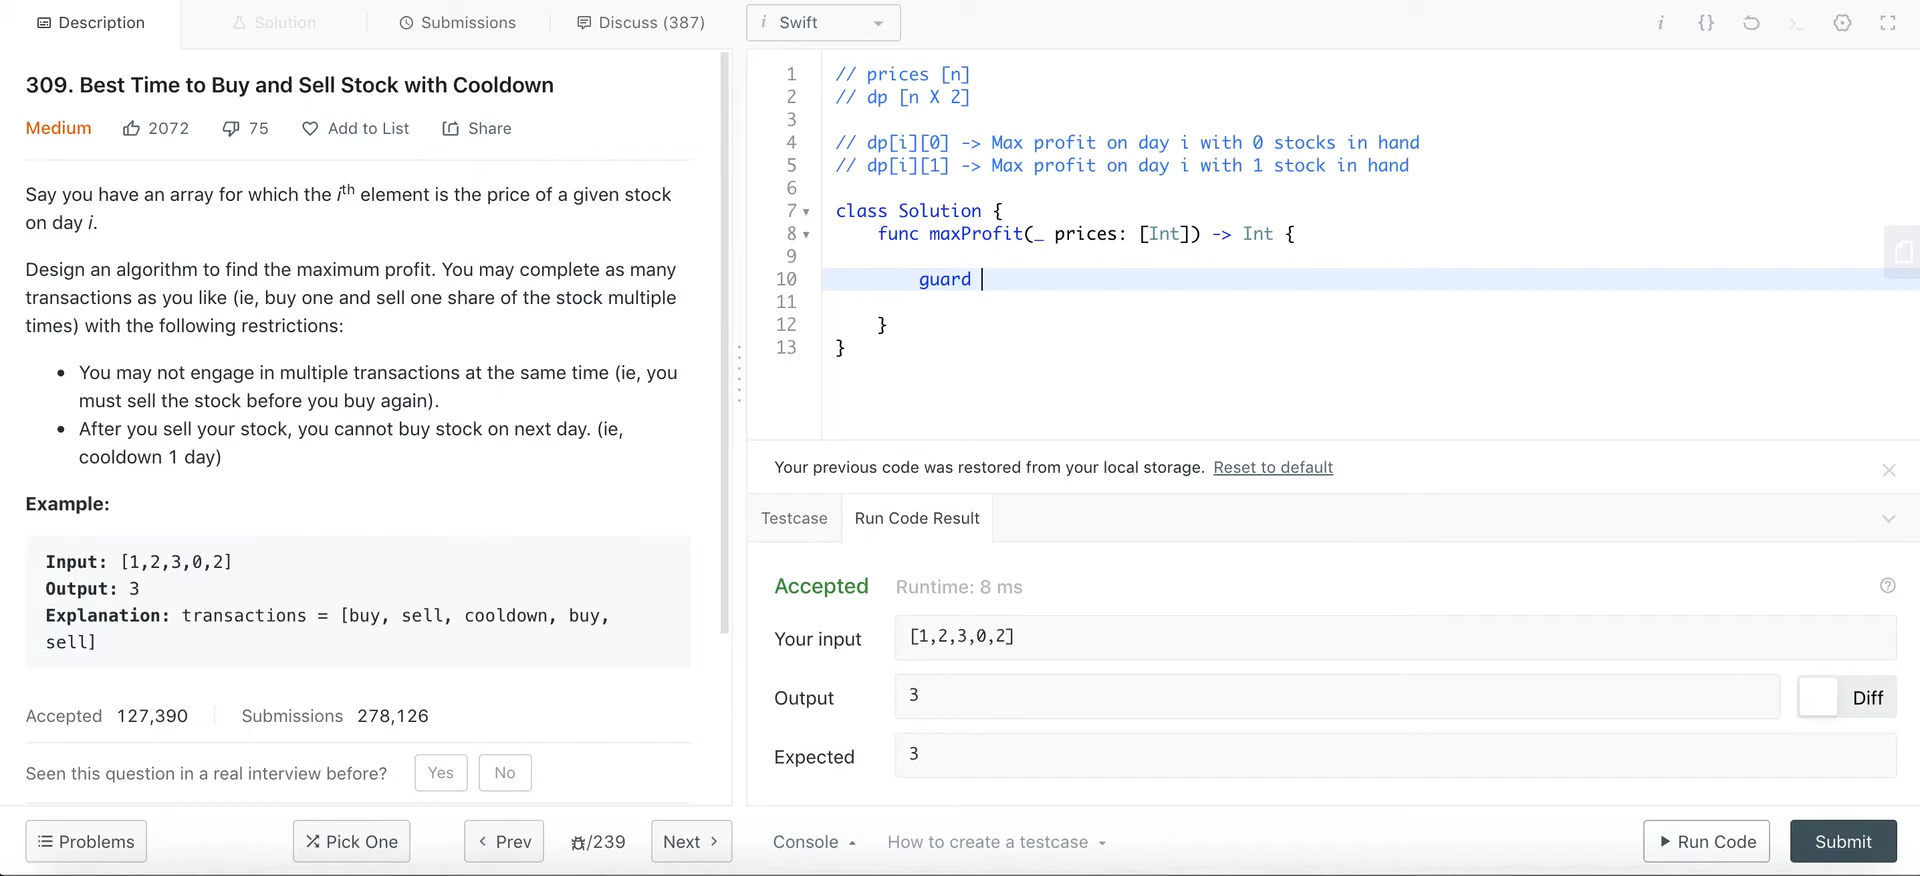 Description
Solution
Submissions
Discuss (387)
i Swift
i {}
309. Best Time to Buy and Sell Stock with Cooldown
Medium 2072 75 Add to List Share
Say you have an array for which the ith element is the price of a given stock
on day i.
Design an algorithm to find the maximum profit. You may complete as many
transactions as you like (ie, buy one and sell one share of the stock multiple
times) with the following restrictions:
• You may not engage in multiple transactions at the same time (ie, you
must sell the stock before you buy again).
• After you sell your stock, you cannot buy stock on next day. (ie,
cooldown 1 day)
Example:
Input: [1,2,3,0,2]
Output: 3
Explanation: transactions = [buy, sell, cooldown, buy,
sell]
Accepted 127,390 Submissions 278,126
Seen this question in a real interview before? Yes No
Problems
Pick One
Prev
/239
Next
1 // prices [n]
2 // dp [n X 2]
3
4 // dp[i][0] -> Max profit on day i with 0 stocks in hand
5 // dp[i][1] -> Max profit on day i with 1 stock in hand
6
7 class Solution {
8 func maxProfit(_ prices: [Int]) -> Int {
9
10 guard
11
12 }
13 }
Your previous code was restored from your local storage. Reset to default
Testcase
Run Code Result
Accepted Runtime: 8 ms
Your input [1,2,3,0,2]
Output 3 Diff
Expected 3
Console
How to create a testcase
Run Code
Submit